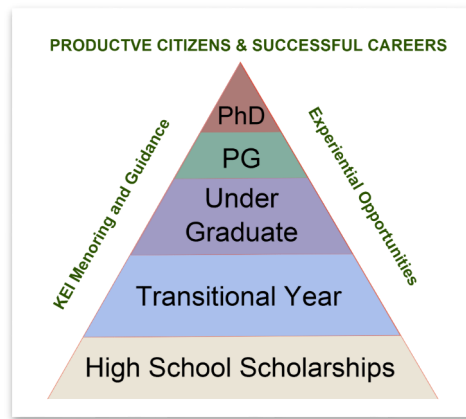 PRODUCTVE CITIZENS & SUCCESSFUL CAREERS
KEI Menoring and Guidance
Experiential Opportunities
PhD
PG
Under
Graduate
Transitional Year
High School Scholarships